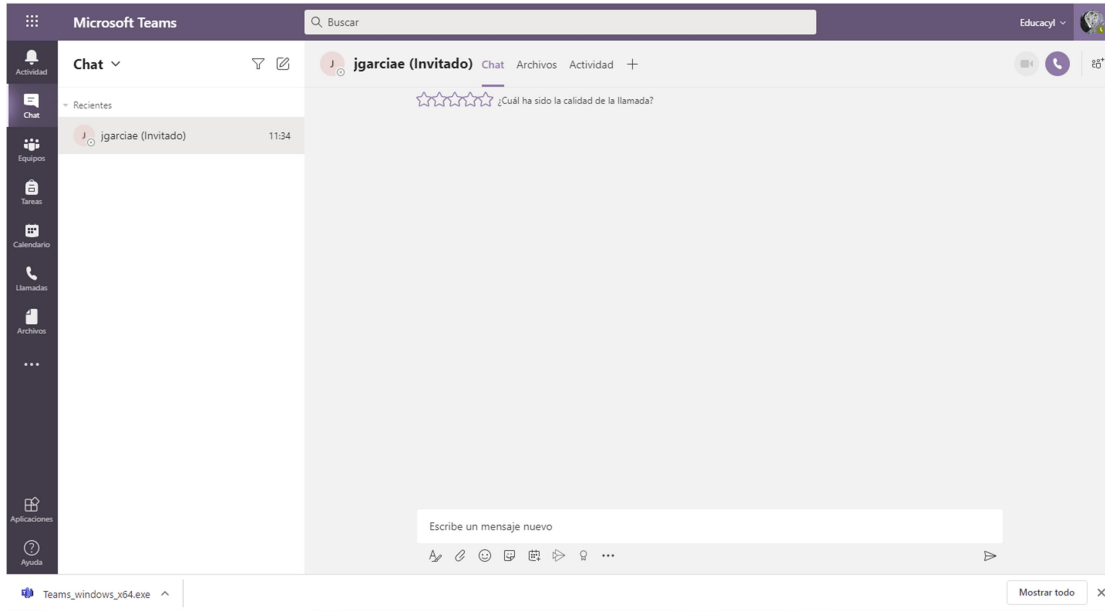 Microsoft Teams
Buscar
Educacyl
Actividad
Chat
Equipos
Tareas
Calendario
Llamadas
Archivos
Aplicaciones
Ayuda
Chat
Recientes
J jgarciae (Invitado) 11:34
J jgarciae (Invitado) Chat Archivos Actividad
¿Cuál ha sido la calidad de la llamada?
Escribe un mensaje nuevo
Teams_windows_x64.exe
Mostrar todo